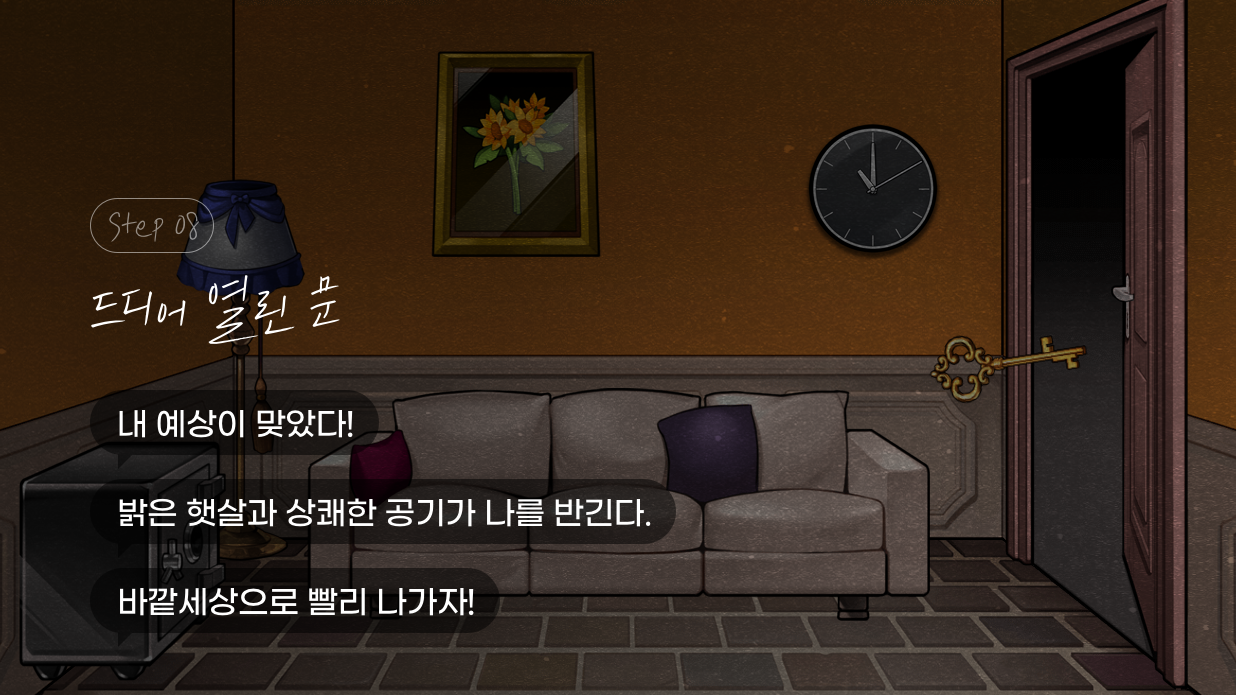 Step 08
드디어 열린 문
내 예상이 맞았다!
밝은 햇살과 상쾌한 공기가 나를 반긴다.
바깥세상으로 빨리 나가자!